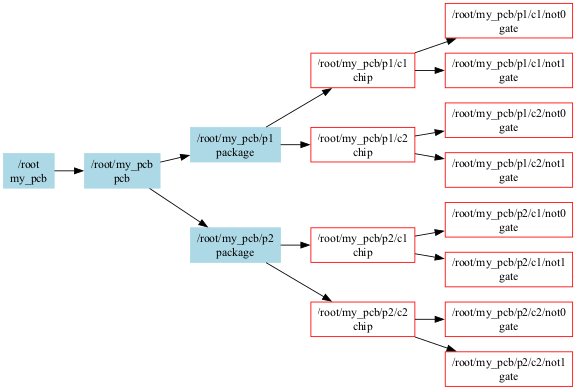 /root
my_pcb
/root/my_pcb
pcb
/root/my_pcb/p1
package
/root/my_pcb/p2
package
/root/my_pcb/p1/c1
chip
/root/my_pcb/p1/c2
chip
/root/my_pcb/p2/c1
chip
/root/my_pcb/p2/c2
chip
/root/my_pcb/p1/c1/not0
gate
/root/my_pcb/p1/c1/not1
gate
/root/my_pcb/p1/c2/not0
gate
/root/my_pcb/p1/c2/not1
gate
/root/my_pcb/p2/c1/not0
gate
/root/my_pcb/p2/c1/not1
gate
/root/my_pcb/p2/c2/not0
gate
/root/my_pcb/p2/c2/not1
gate